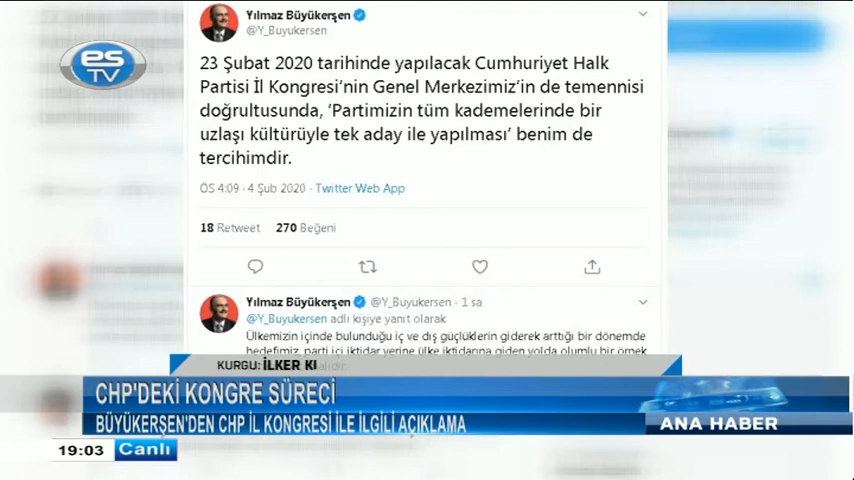 Yılmaz Büyükerşen
@Y_Buyukersen
es
TV
23 Şubat 2020 tarihinde yapılacak Cumhuriyet Halk
Partisi İl Kongresi'nin Genel Merkezimiz'in de temennisi
doğrultusunda, 'Partimizin tüm kademelerinde bir
uzlaşı kültürüyle tek aday ile yapılması' benim de
tercihimdir.
ÖS 4:09 · 4 Şub 2020 · Twitter Web App
18 Retweet 270 Beğeni
Yılmaz Büyükerşen @Y_Buyukersen · 1 sa
@Y_Buyukersen adlı kişiye yanıt olarak
Ülkemizin içinde bulunduğu iç ve dış güçlüklerin giderek arttığı bir dönemde
hedefimiz, parti içi iktidar yerine ülke iktidarına giden yolda olumlu bir örnek
KURGU: İLKER KI
CHP'DEKİ KONGRE SÜRECİ
BÜYÜKERŞEN'DEN CHP İL KONGRESİ İLE İLGİLİ AÇIKLAMA
ANA HABER
19:03 Canlı